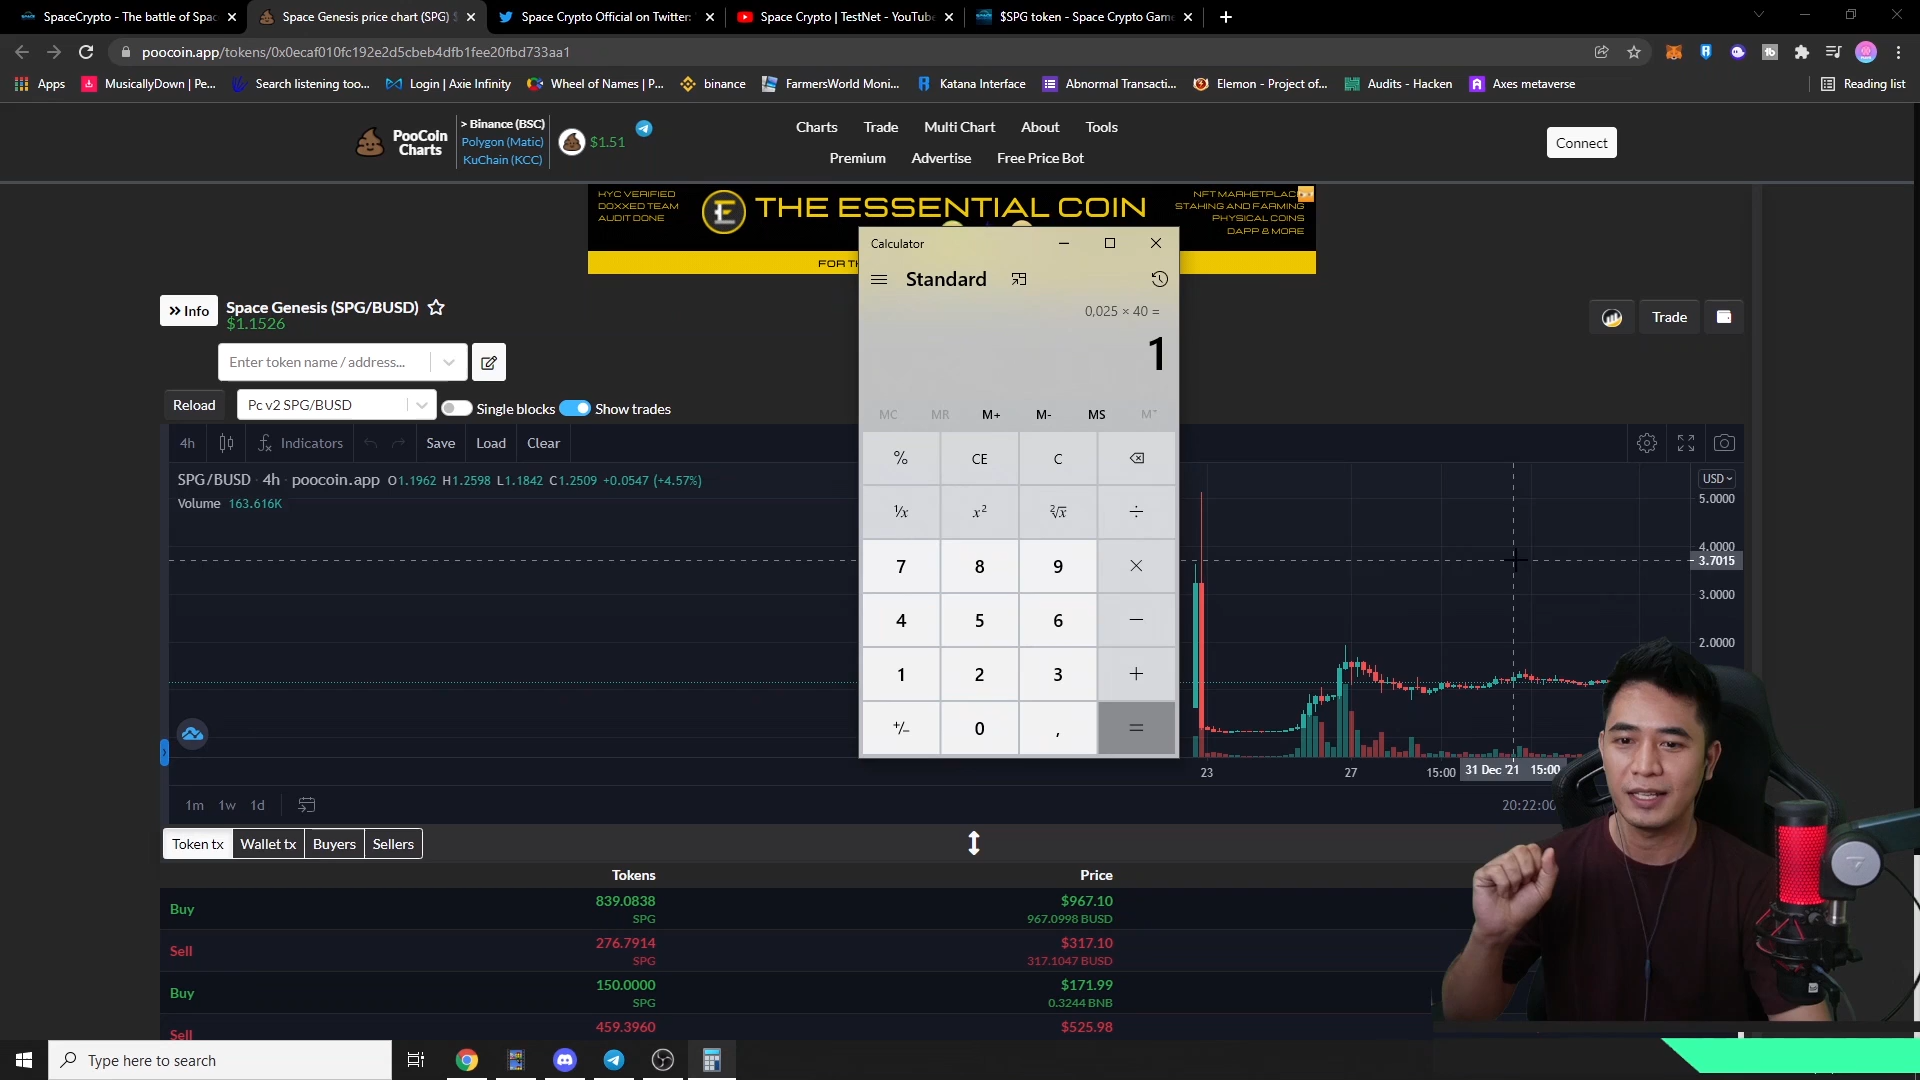 SpaceCrypto - The battle of Spac
Space Genesis price chart (SPG)
Space Crypto Official on Twitter:
Space Crypto | TestNet - YouTube
$SPG token - Space Crypto Game
poocoin.app/tokens/0x0ecaf010fc192e2d5cbeb4dfb1fee20fbd733aa1
Apps
MusicallyDown | Pe...
Search listening too...
Login | Axie Infinity
Wheel of Names | P...
binance
FarmersWorld Moni...
Katana Interface
Abnormal Transacti...
Elemon - Project of...
Audits - Hacken
Axes metaverse
Reading list
PooCoin
Charts
> Binance (BSC)
Polygon (Matic)
KuChain (KCC)
$1.51
Charts Trade Multi Chart About Tools
Premium Advertise Free Price Bot
Connect
KYC VERIFIED
DOXXED TEAM
AUDIT DONE
THE ESSENTIAL COIN
NFT MARKETPLACE
STAKING AND FARMING
PHYSICAL COINS
DAPP & MORE
FOR TH
Calculator
Standard
0,025 × 40 =
1
MC MR M+ M- MS M˅
% CE C
¹/x x² ²√x ÷
7 8 9 ×
4 5 6 −
1 2 3 +
+/− 0 , =
>> Info
Space Genesis (SPG/BUSD)
$1.1526
Trade
Enter token name / address...
Reload
Pc v2 SPG/BUSD
Single blocks
Show trades
4h
Indicators
Save
Load
Clear
SPG/BUSD · 4h · poocoin.app O1.1962 H1.2598 L1.1842 C1.2509 +0.0547 (+4.57%)
Volume 163.616K
USD
5.0000
4.0000
3.7015
3.0000
2.0000
23
27
15:00
31 Dec '21 15:00
1m 1w 1d
20:22:00
Token tx
Wallet tx
Buyers
Sellers
Tokens Price
Buy 839.0838 $967.10
SPG 967.0998 BUSD
Sell 276.7914 $317.10
SPG 317.1047 BUSD
Buy 150.0000 $171.99
SPG 0.3244 BNB
Sell 459.3960 $525.98
Type here to search